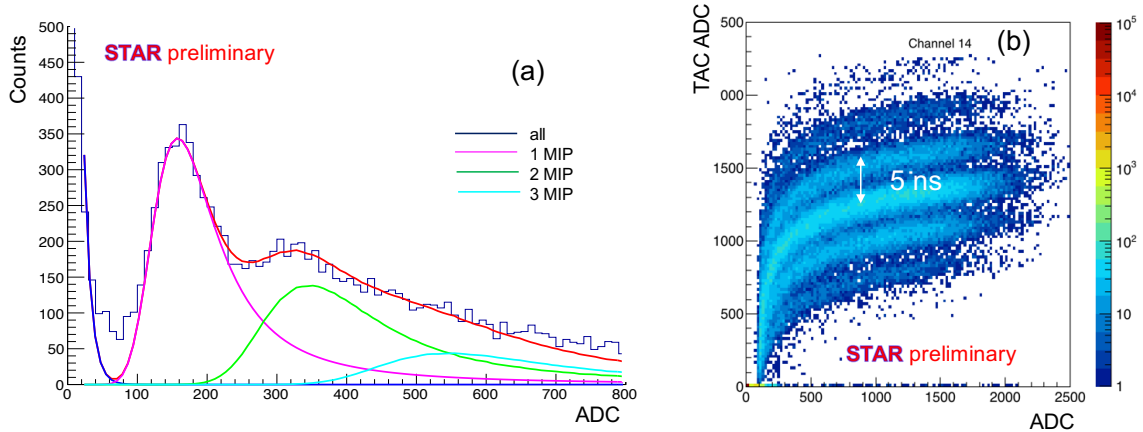 STAR preliminary
(a)
Counts
500
450
400
350
300
250
200
150
100
50
0
all
1 MIP
2 MIP
3 MIP
0 100 200 300 400 500 600 700 800
ADC
(b)
Channel 14
TAC ADC
500
000
1500
1000
500
0
5 ns
STAR preliminary
0 500 1000 1500 2000 2500
ADC
10^5
10^4
10^3
10^2
10
1